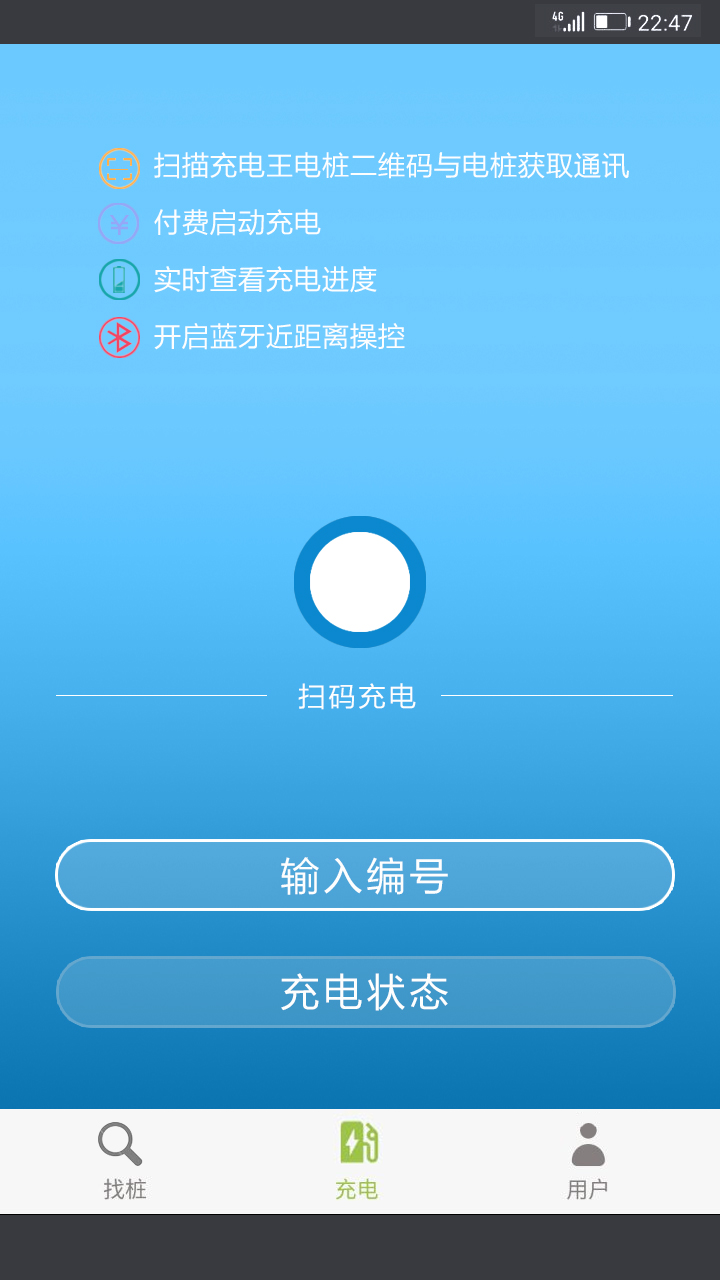 4G 22:47
扫描充电王电桩二维码与电桩获取通讯
付费启动充电
实时查看充电进度
开启蓝牙近距离操控
扫码充电
输入编号
充电状态
找桩 充电 用户